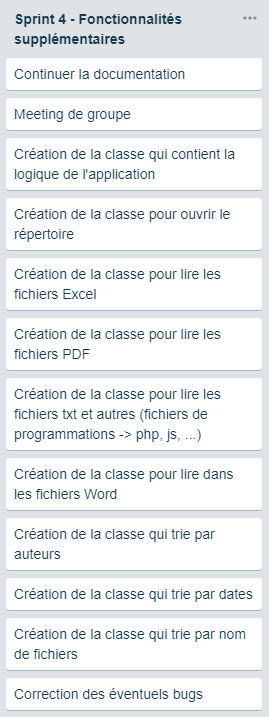 Sprint 4 - Fonctionnalités
supplémentaires
Continuer la documentation
Meeting de groupe
Création de la classe qui contient la
logique de l'application
Création de la classe pour ouvrir le
répertoire
Création de la classe pour lire les
fichiers Excel
Création de la classe pour lire les
fichiers PDF
Création de la classe pour lire les
fichiers txt et autres (fichiers de
programmations -> php, js, ...)
Création de la classe pour lire dans
les fichiers Word
Création de la classe qui trie par
auteurs
Création de la classe qui trie par dates
Création de la classe qui trie par nom
de fichiers
Correction des éventuels bugs